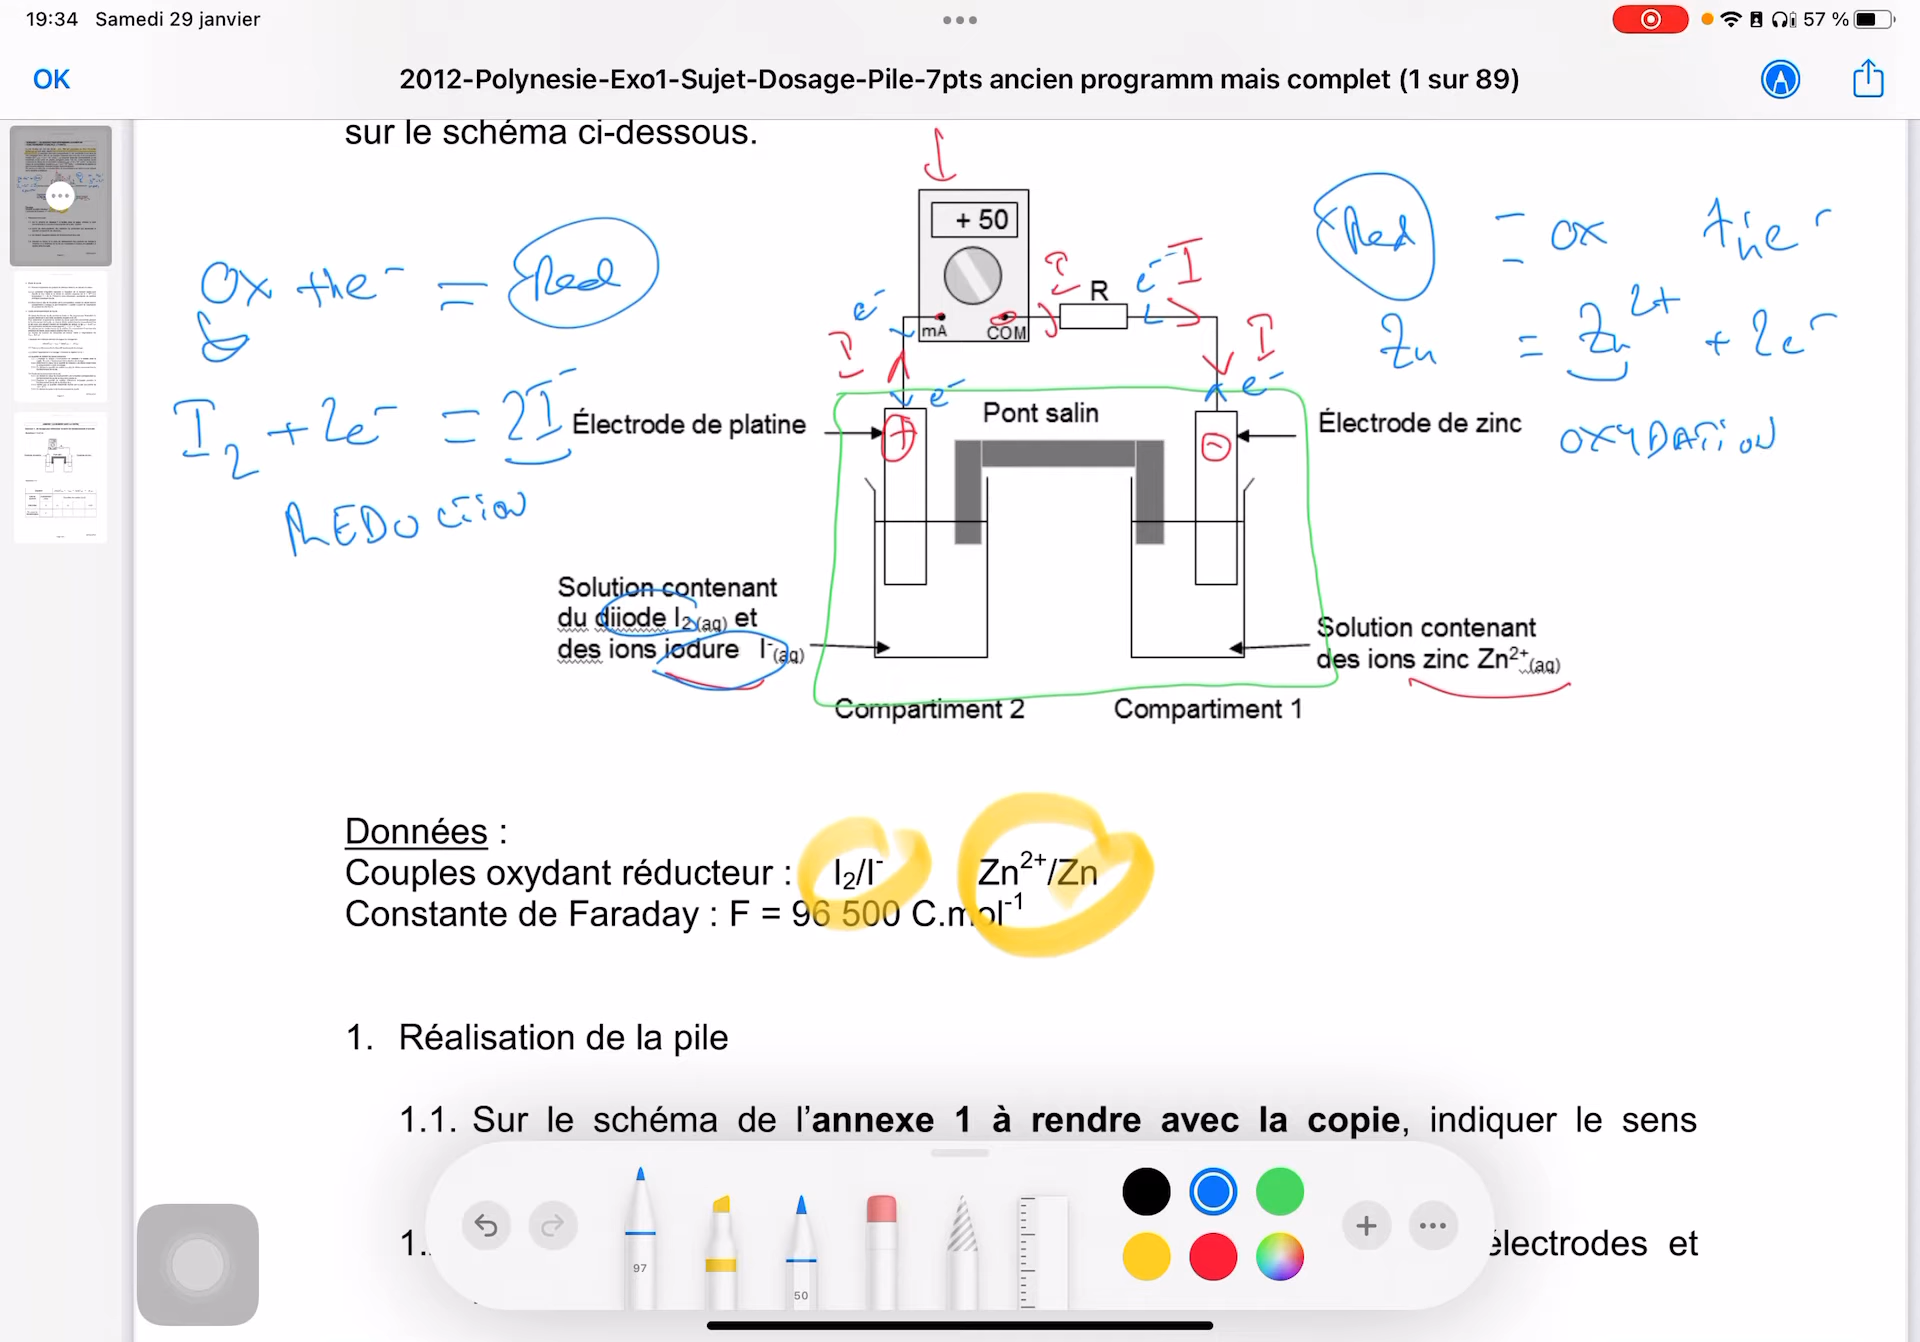 19:34 Samedi 29 janvier
57 %
OK
2012-Polynesie-Exo1-Sujet-Dosage-Pile-7pts ancien programm mais complet (1 sur 89)
sur le schéma ci-dessous.
+ 50
mA
COM
R
I
I
I
I
e⁻
e⁻
e⁻
e⁻
Ox + ne⁻ = Red
I₂ + 2e⁻ = 2I⁻
REDUCTION
Red = ox + ne⁻
Zn = Zn²⁺ + 2e⁻
OXYDATION
Électrode de platine
+
Pont salin
-
Électrode de zinc
Solution contenant
du diiode I₂(aq) et
des ions iodure I⁻(aq)
Solution contenant
des ions zinc Zn²⁺(aq)
Compartiment 2
Compartiment 1
Données :
Couples oxydant réducteur : I₂/I⁻ Zn²⁺/Zn
Constante de Faraday : F = 96 500 C.mol⁻¹
1. Réalisation de la pile
1.1. Sur le schéma de l'annexe 1 à rendre avec la copie, indiquer le sens
1.
électrodes et
97
50